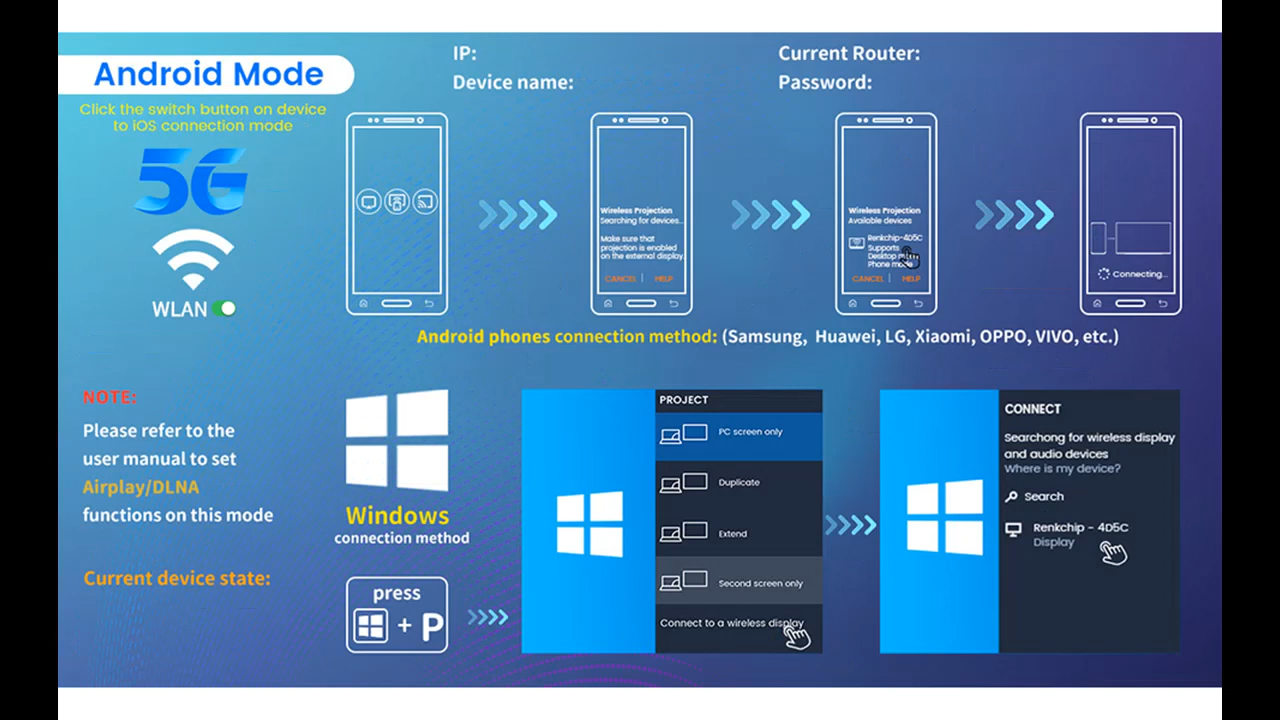 Android Mode
Click the switch button on device
to iOS connection mode
5G
WLAN
IP:
Device name:
Current Router:
Password:
Wireless Projection
Searching for devices...
Make sure that
projection is enabled
on the external display.
CANCEL | HELP
Wireless Projection
Available devices
Renkchip-4D5C
Supports
Desktop
Phone mode
CANCEL | HELP
Connecting...
Android phones connection method: (Samsung, Huawei, LG, Xiaomi, OPPO, VIVO, etc.)
NOTE:
Please refer to the
user manual to set
Airplay/DLNA
functions on this mode
Current device state:
Windows
connection method
press
+ P
PROJECT
PC screen only
Duplicate
Extend
Second screen only
Connect to a wireless display
CONNECT
Searchong for wireless display
and audio devices
Where is my device?
Search
Renkchip - 4D5C
Display